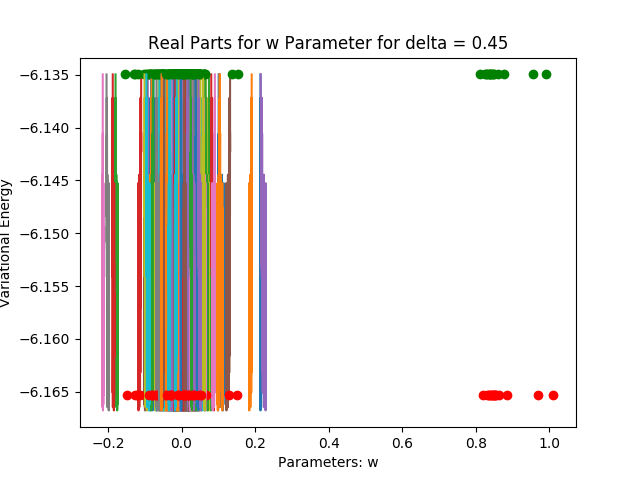 Real Parts for w Parameter for delta = 0.45
−6.135
−6.140
−6.145
−6.150
−6.155
−6.160
−6.165
Variational Energy
−0.2 0.0 0.2 0.4 0.6 0.8 1.0
Parameters: w